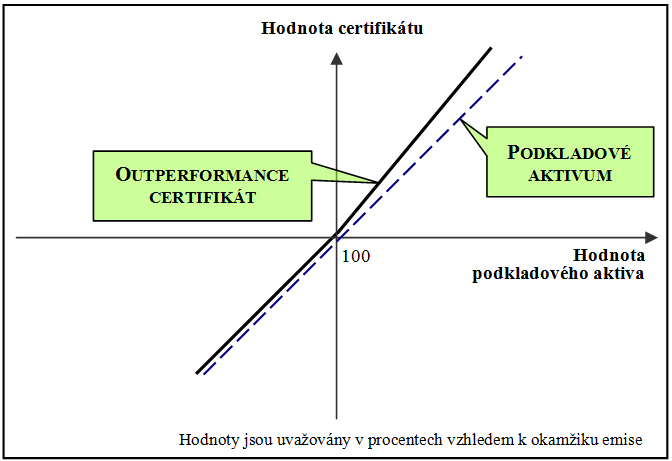 Hodnota certifikátu
PODKLADOVÉ
AKTIVUM
OUTPERFORMANCE
CERTIFIKÁT
100
Hodnota
podkladového aktiva
Hodnoty jsou uvažovány v procentech vzhledem k okamžiku emise